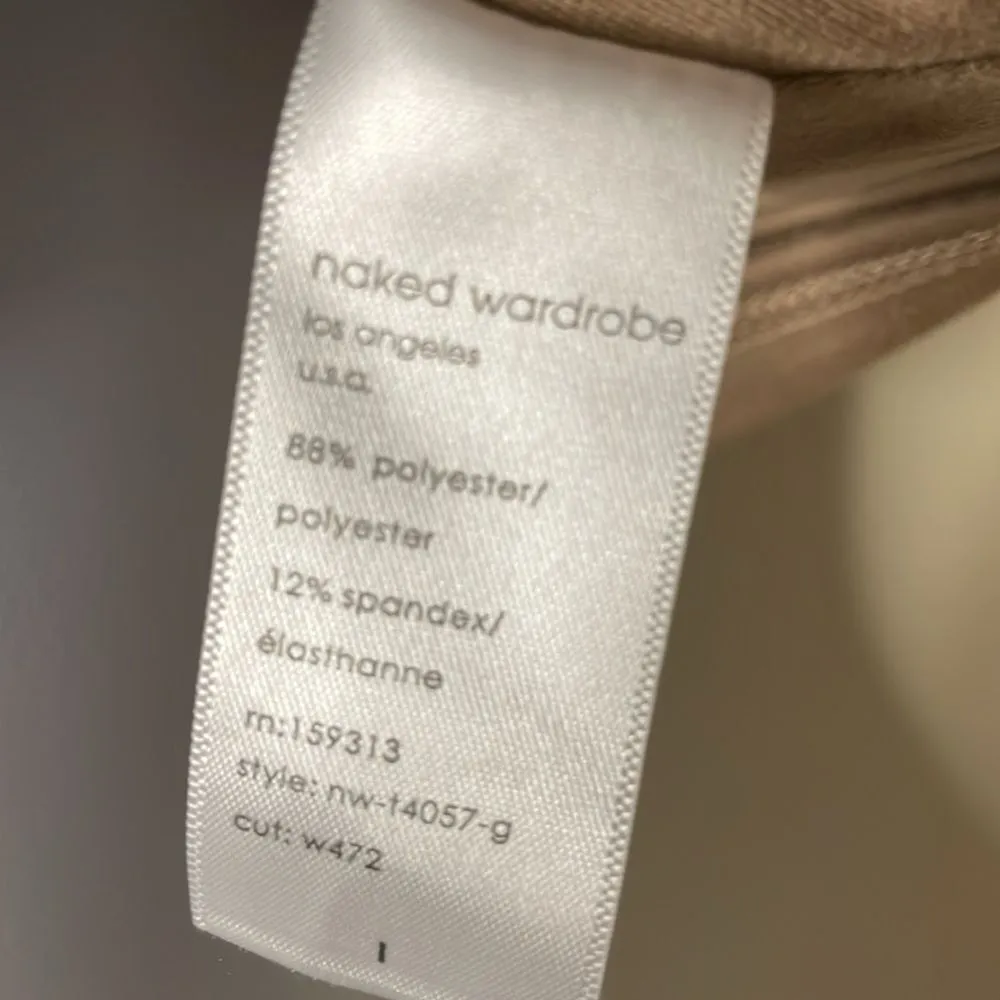 naked wardrobe
los angeles
u.s.a.
88% polyester/
polyester
12% spandex/
élasthanne
rn:159313
style: nw-t4057-g
cut: w472
1